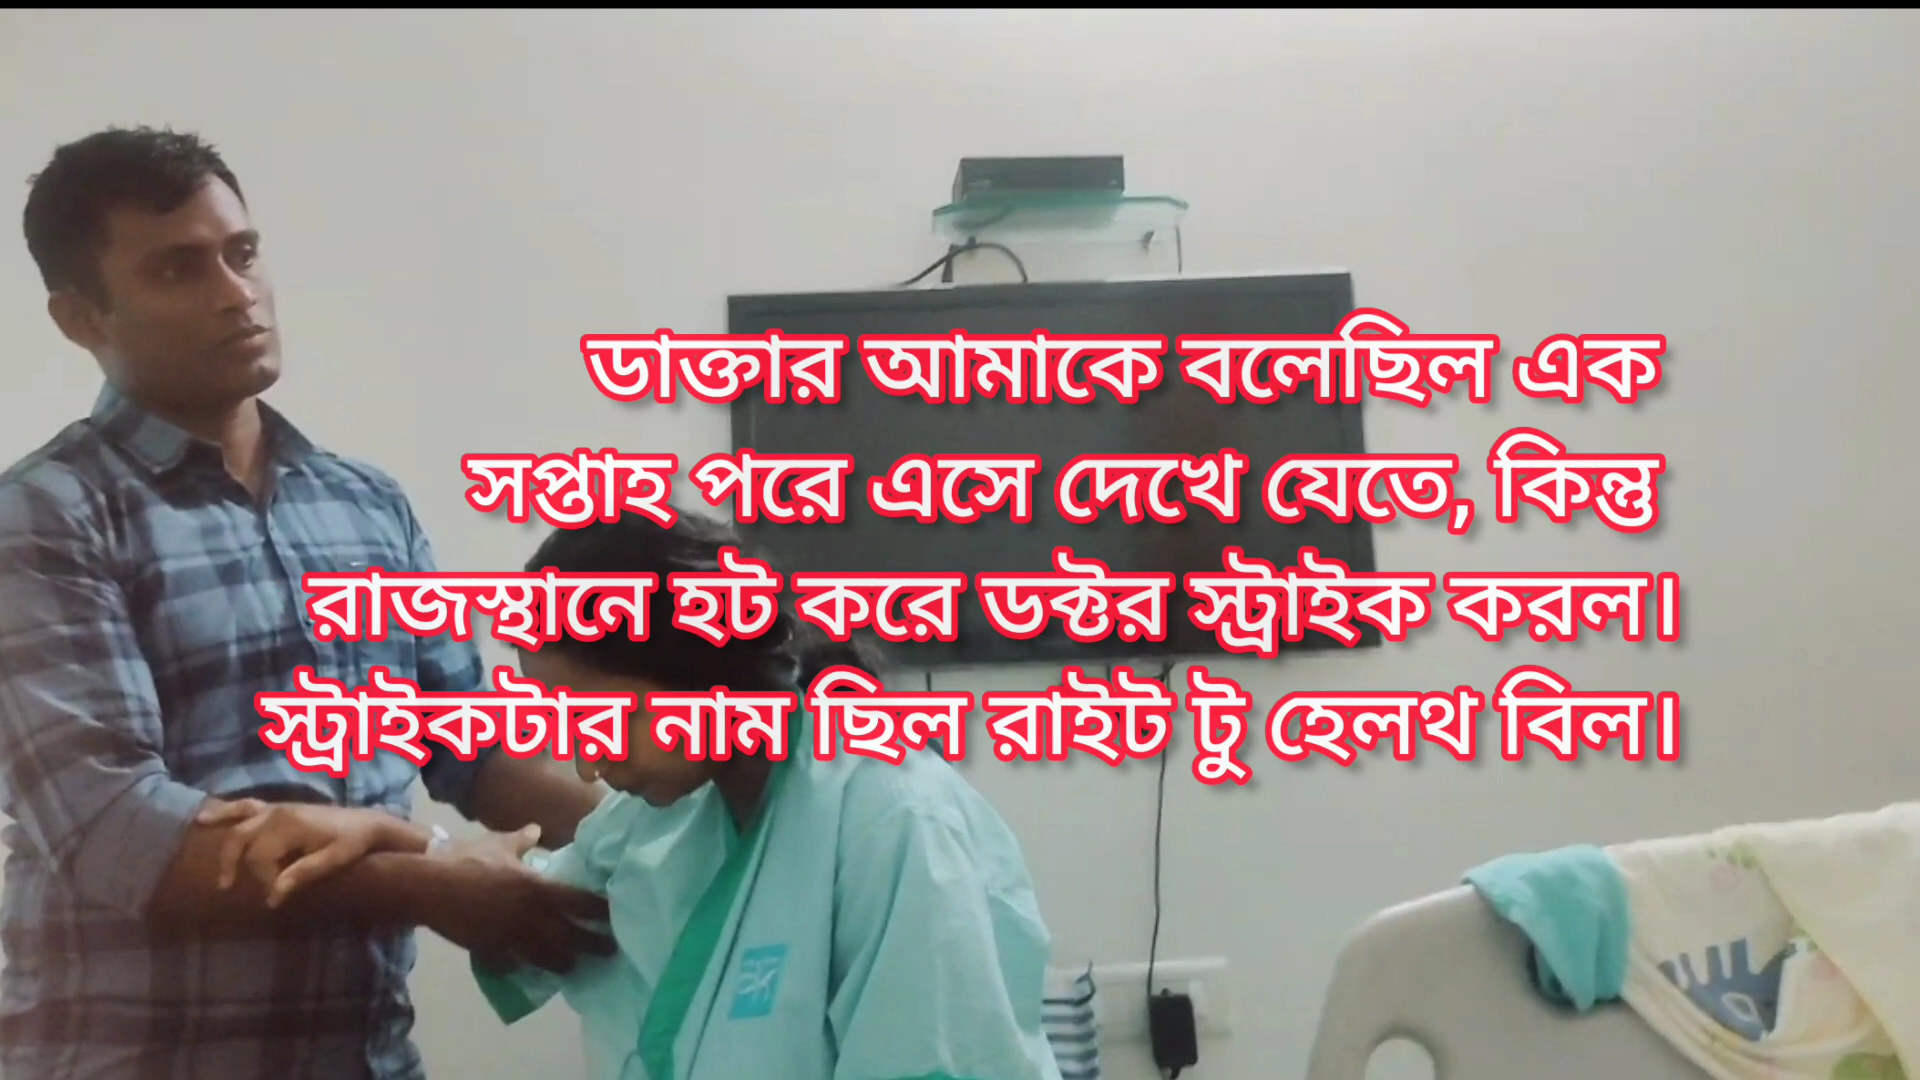 ডাক্তার আমাকে বলেছিল এক
সপ্তাহ পরে এসে দেখে যেতে, কিন্তু
রাজস্থানে হট করে ডক্টর স্ট্রাইক করল।
স্ট্রাইকটার নাম ছিল রাইট টু হেলথ বিল।